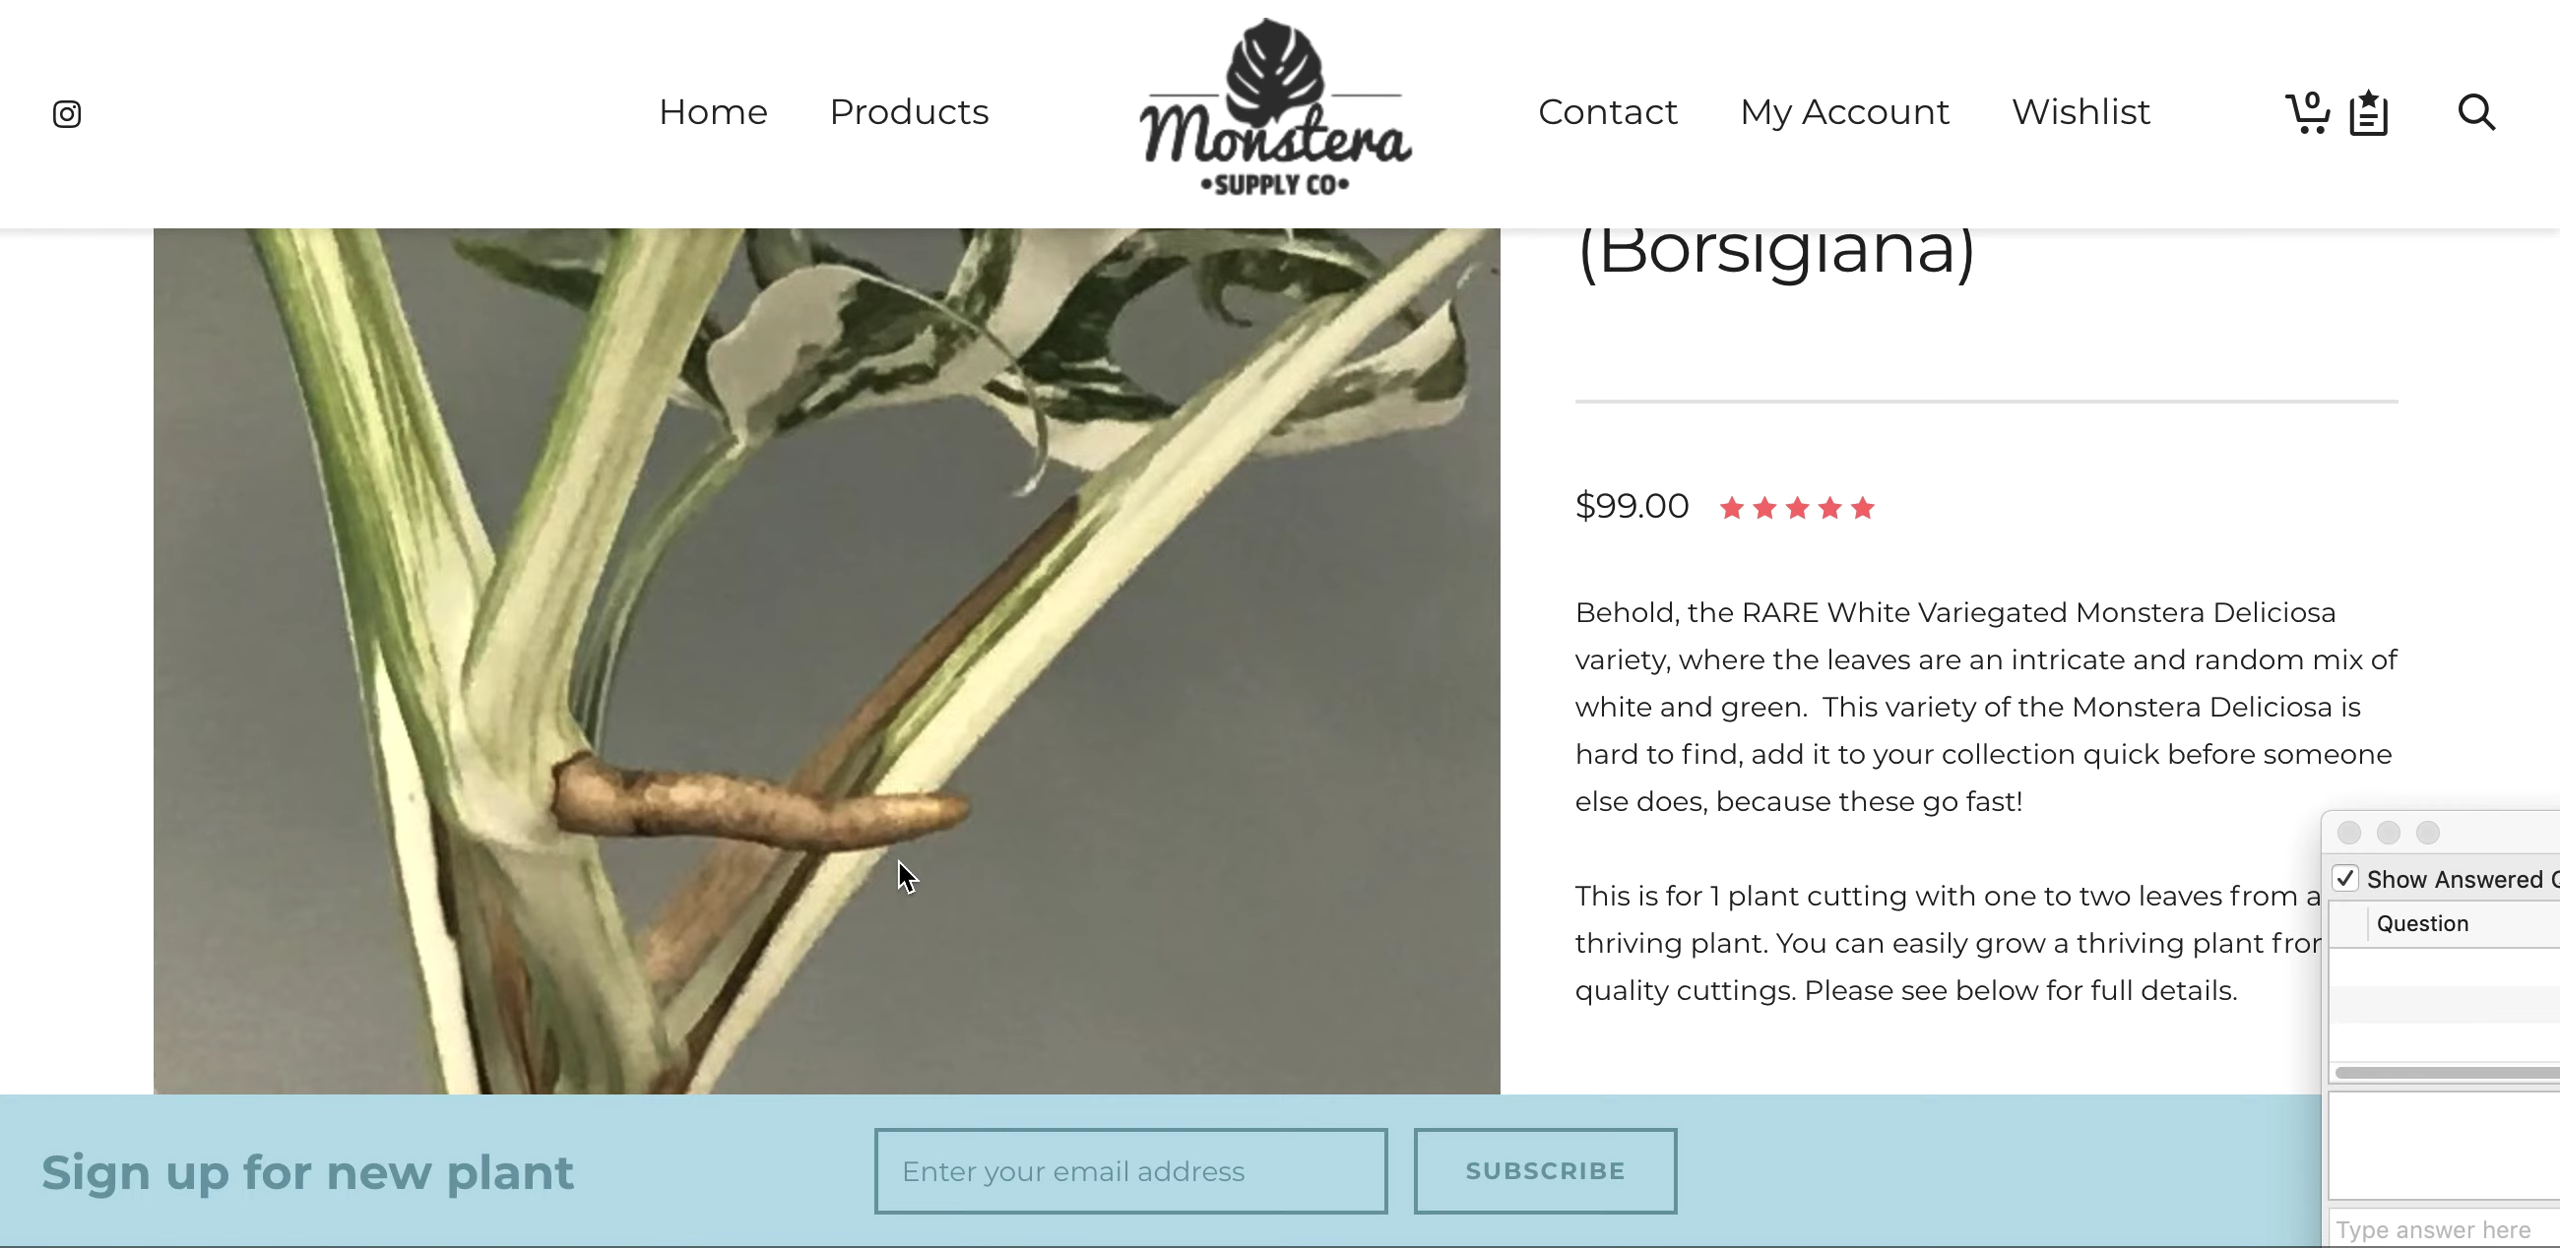 Home Products Monstera Contact My Account Wishlist 0
•SUPPLY CO•
(Borsigiana)
$99.00
Behold, the RARE White Variegated Monstera Deliciosa
variety, where the leaves are an intricate and random mix of
white and green.  This variety of the Monstera Deliciosa is
hard to find, add it to your collection quick before someone
else does, because these go fast!
This is for 1 plant cutting with one to two leaves from a
thriving plant. You can easily grow a thriving plant from
quality cuttings. Please see below for full details.
Show Answered Q
Question
Type answer here
Sign up for new plant
Enter your email address
SUBSCRIBE